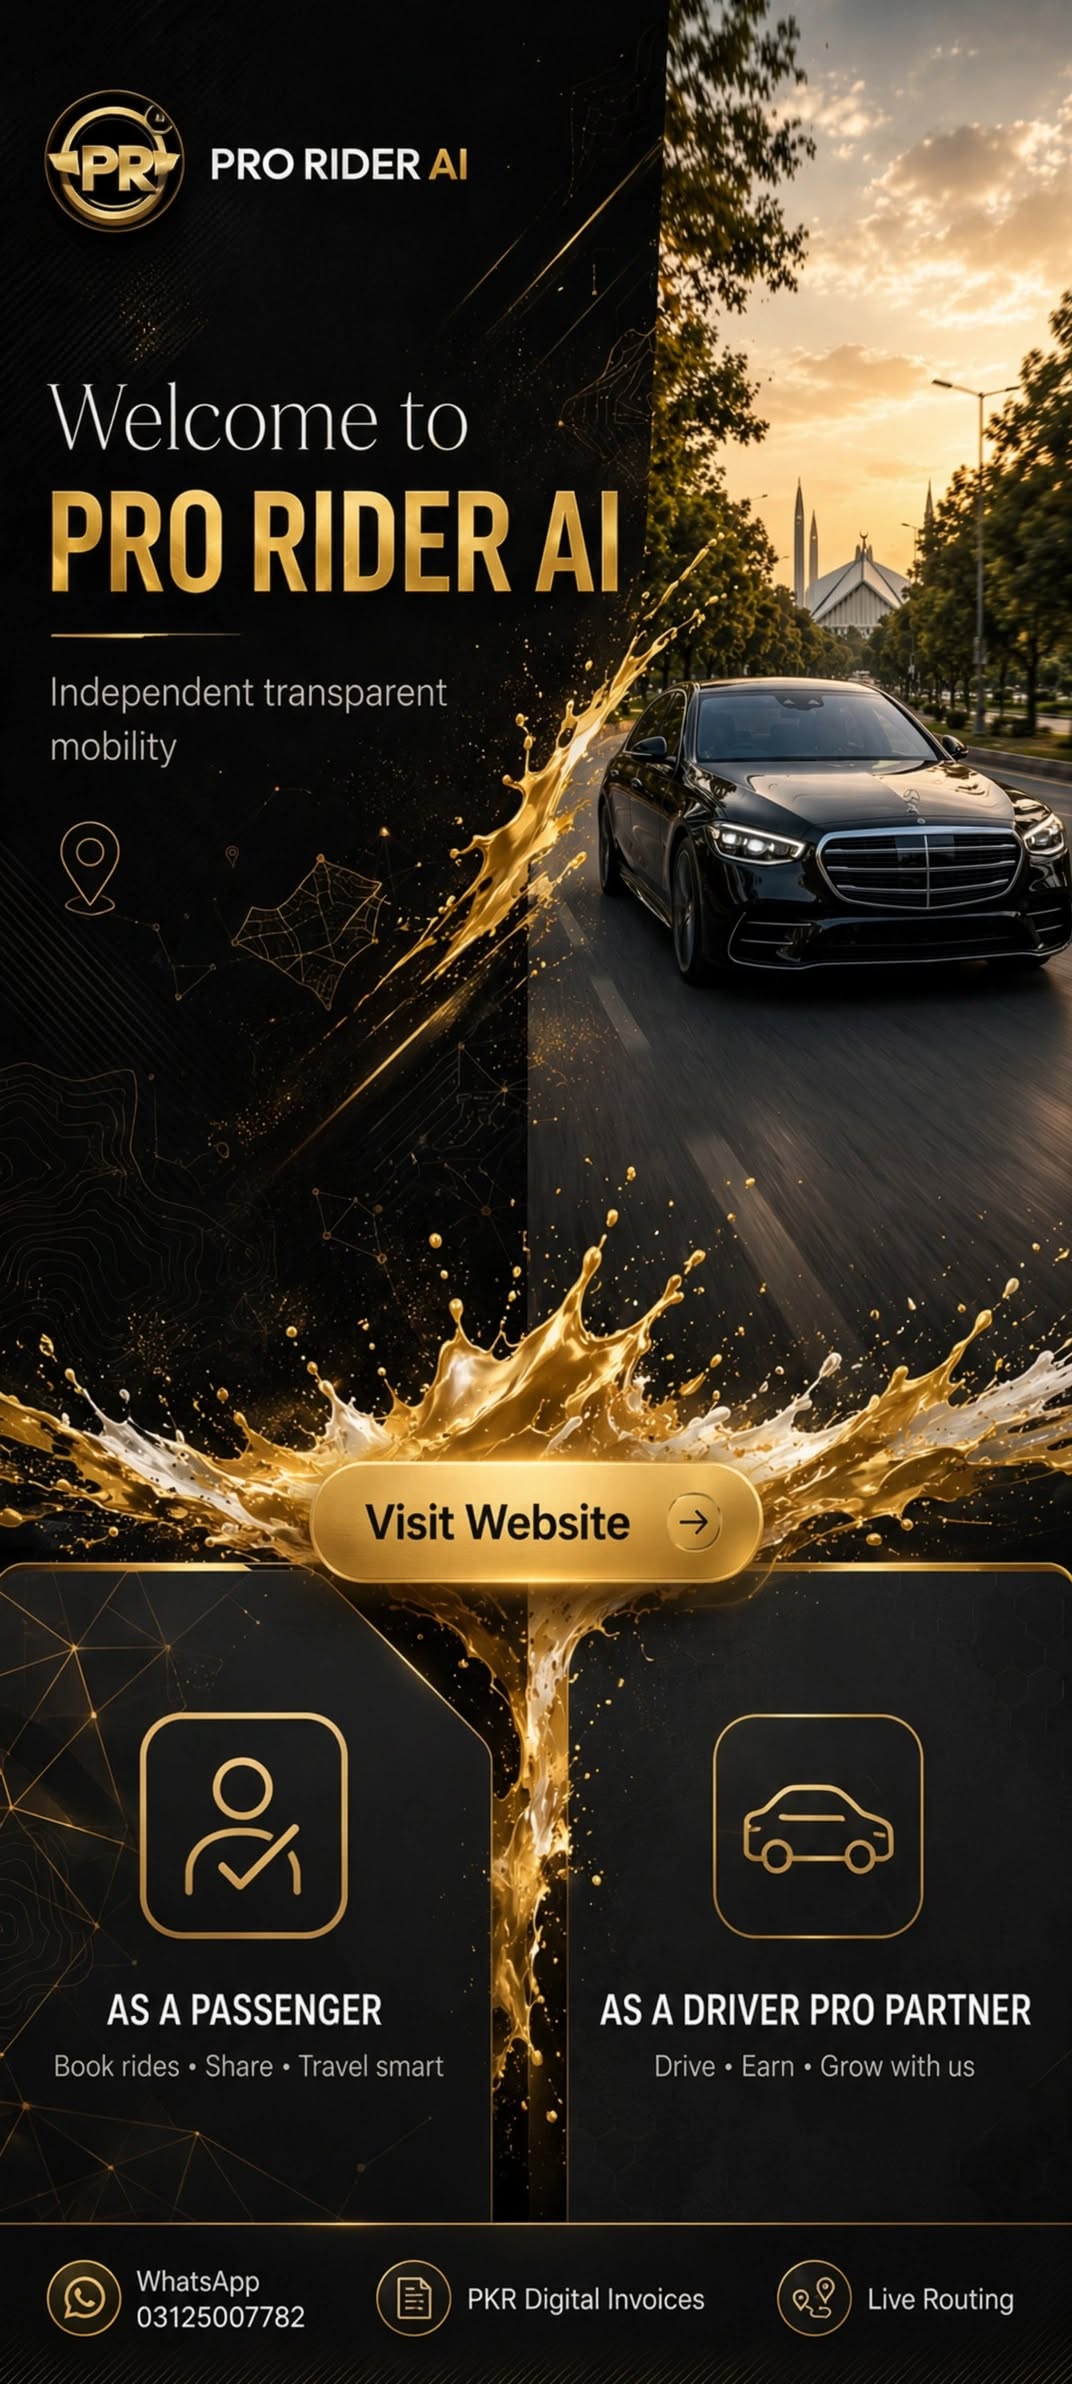 PR
PRO RIDER AI
Welcome to
PRO RIDER AI
Independent transparent
mobility
Visit Website
AS A PASSENGER
Book rides • Share • Travel smart
AS A DRIVER PRO PARTNER
Drive • Earn • Grow with us
WhatsApp
03125007782
PKR Digital Invoices
Live Routing